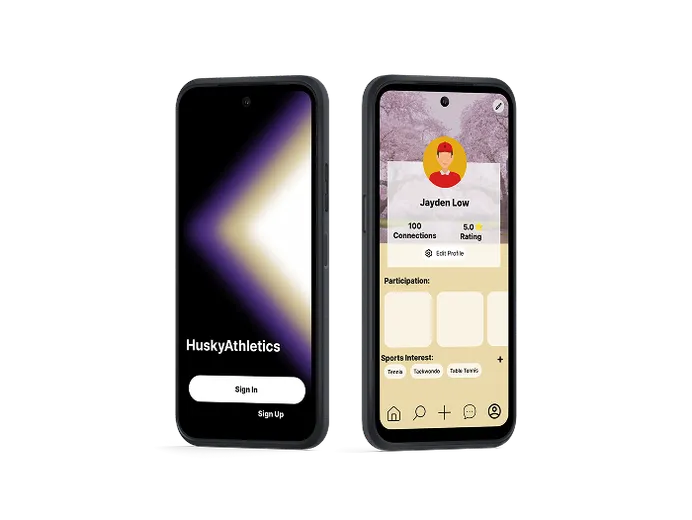 HuskyAthletics
Sign In
Sign Up
Jayden Low
100
Connections
5.0
Rating
Edit Profile
Participation:
Sports Interest:
+
Tennis
Taekwondo
Table Tennis